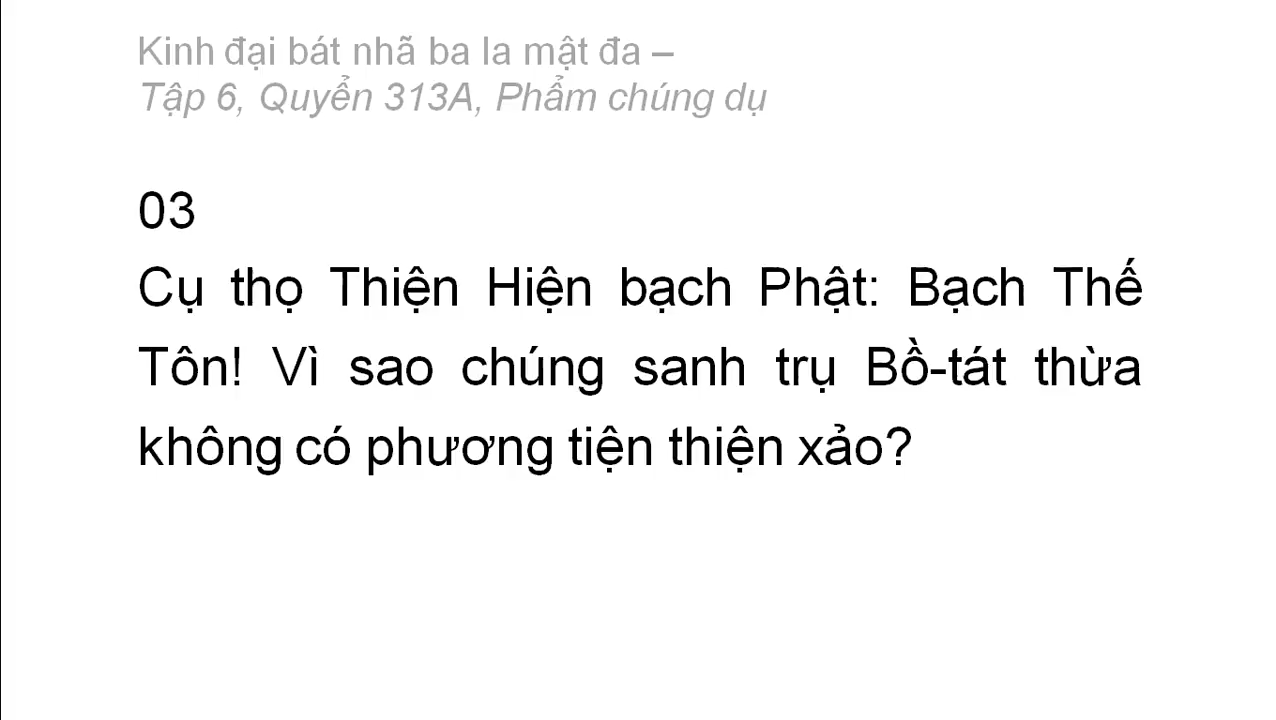 Kinh đại bát nhã ba la mật đa –
Tập 6, Quyển 313A, Phẩm chúng dụ
03
Cụ thọ Thiện Hiện bạch Phật: Bạch Thế
Tôn! Vì sao chúng sanh trụ Bồ-tát thừa
không có phương tiện thiện xảo?